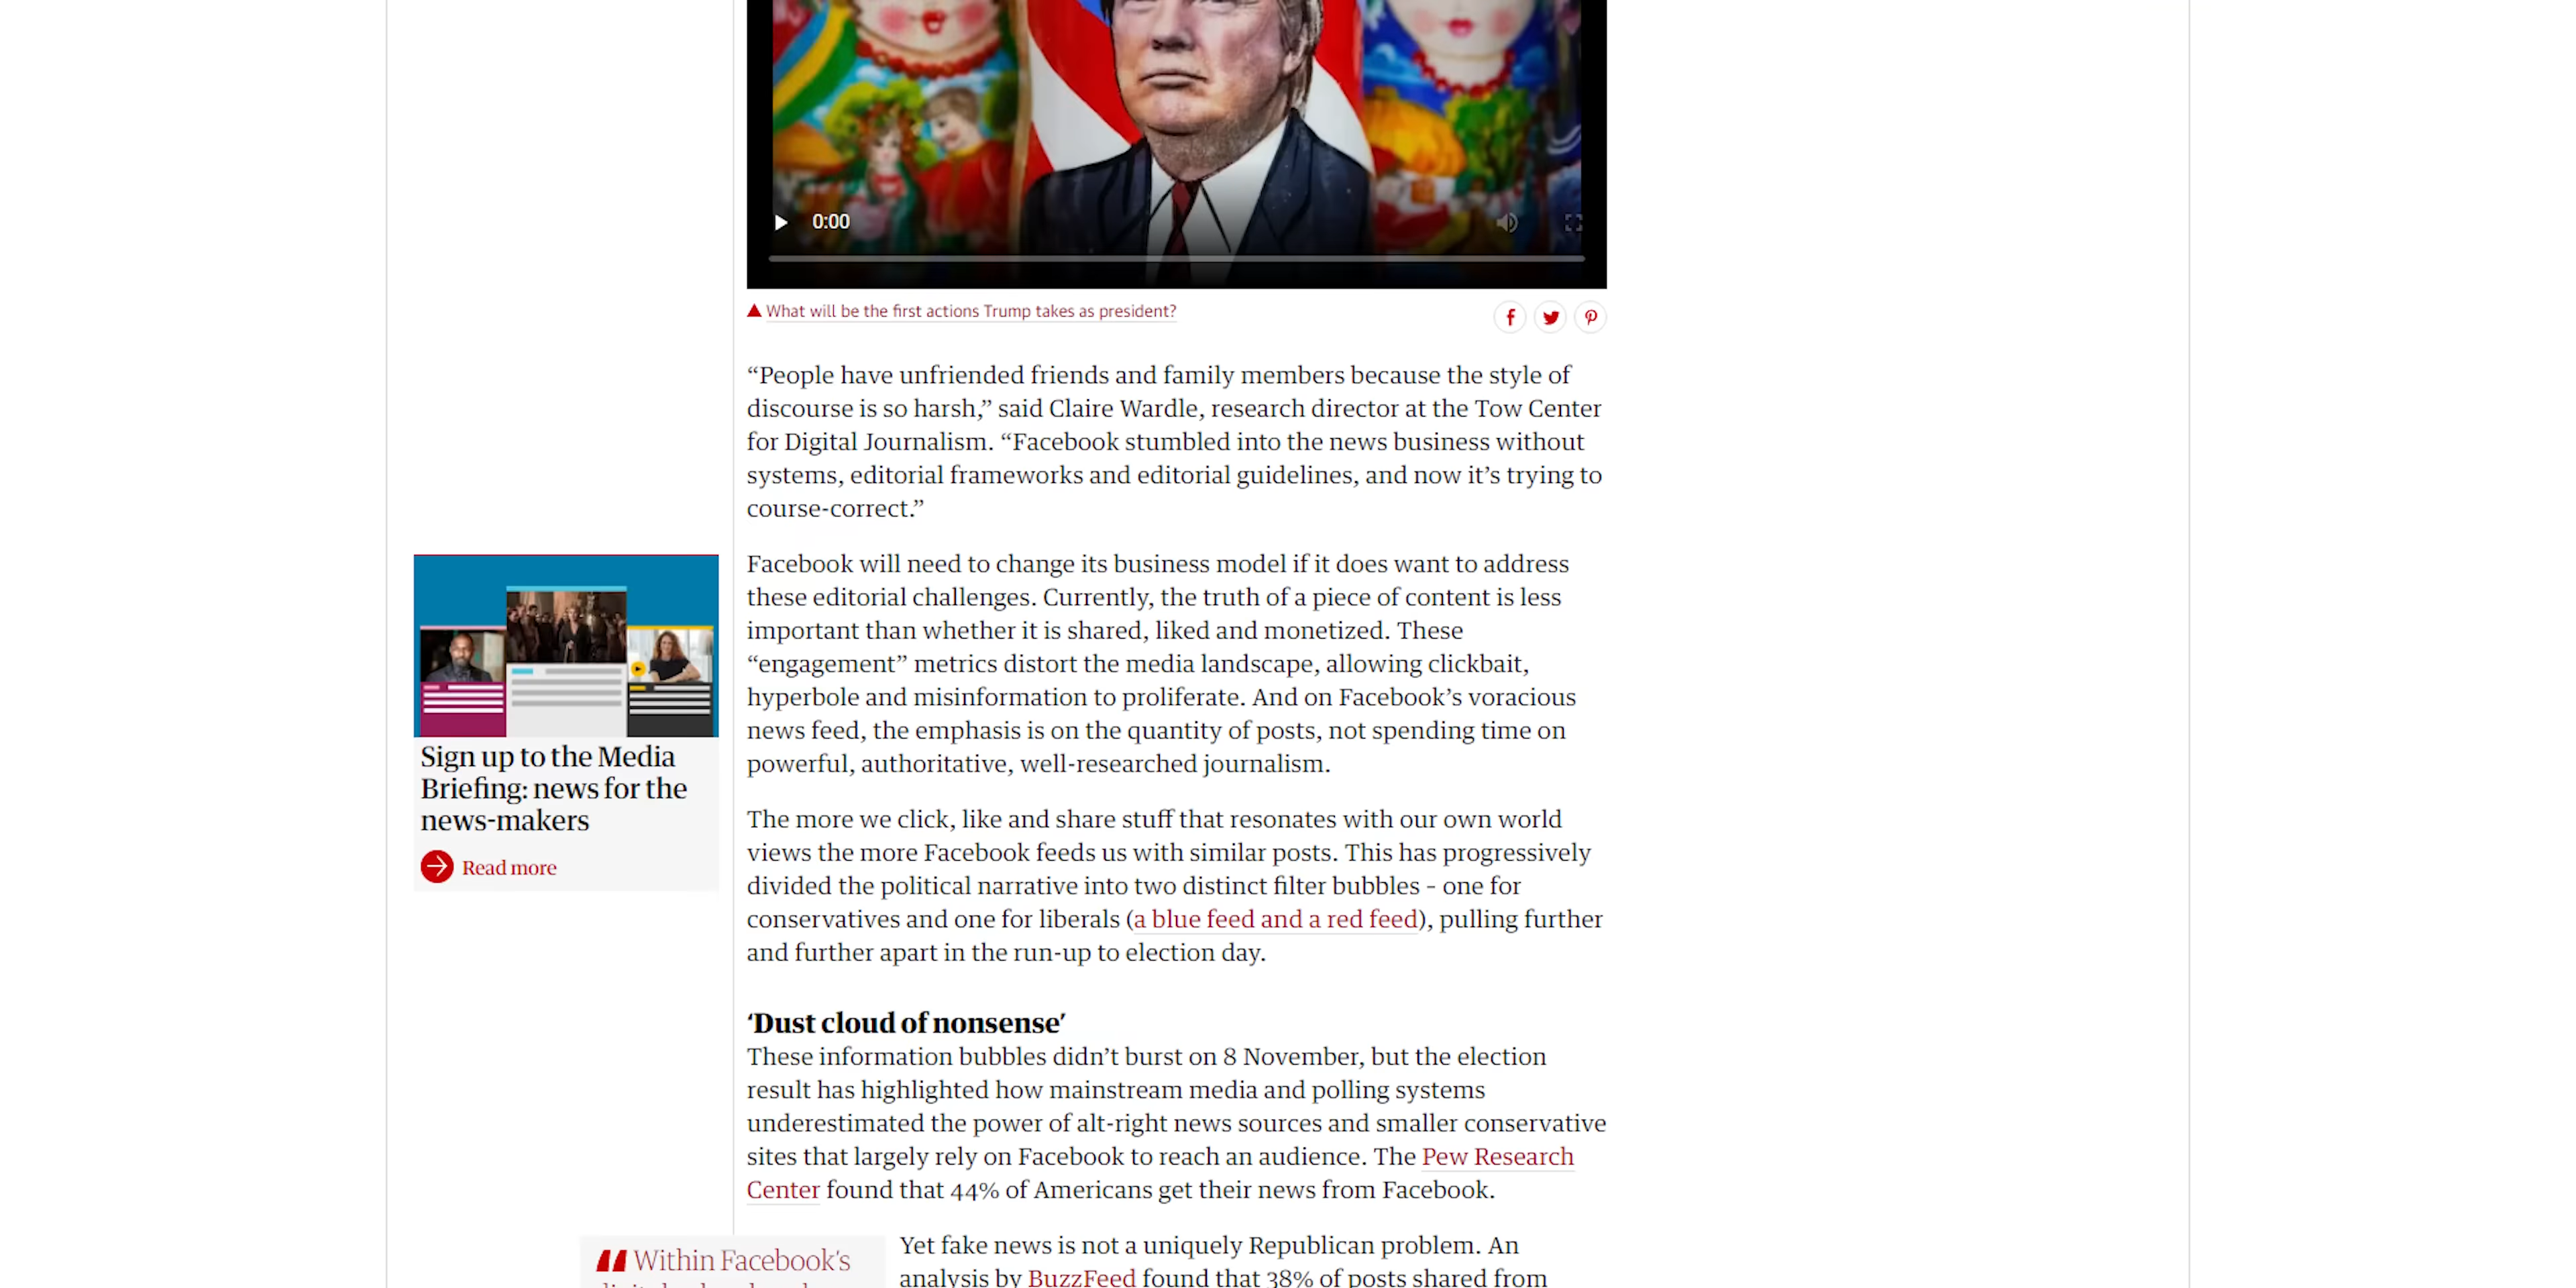 0:00
What will be the first actions Trump takes as president?
“People have unfriended friends and family members because the style of
discourse is so harsh,” said Claire Wardle, research director at the Tow Center
for Digital Journalism. “Facebook stumbled into the news business without
systems, editorial frameworks and editorial guidelines, and now it’s trying to
course-correct.”
Facebook will need to change its business model if it does want to address
these editorial challenges. Currently, the truth of a piece of content is less
important than whether it is shared, liked and monetized. These
“engagement” metrics distort the media landscape, allowing clickbait,
hyperbole and misinformation to proliferate. And on Facebook’s voracious
news feed, the emphasis is on the quantity of posts, not spending time on
powerful, authoritative, well-researched journalism.
Sign up to the Media
Briefing: news for the
news-makers
Read more
The more we click, like and share stuff that resonates with our own world
views the more Facebook feeds us with similar posts. This has progressively
divided the political narrative into two distinct filter bubbles – one for
conservatives and one for liberals (a blue feed and a red feed), pulling further
and further apart in the run-up to election day.
‘Dust cloud of nonsense’
These information bubbles didn’t burst on 8 November, but the election
result has highlighted how mainstream media and polling systems
underestimated the power of alt-right news sources and smaller conservative
sites that largely rely on Facebook to reach an audience. The Pew Research
Center found that 44% of Americans get their news from Facebook.
Within Facebook’s
Yet fake news is not a uniquely Republican problem. An
analysis by BuzzFeed found that 38% of posts shared from